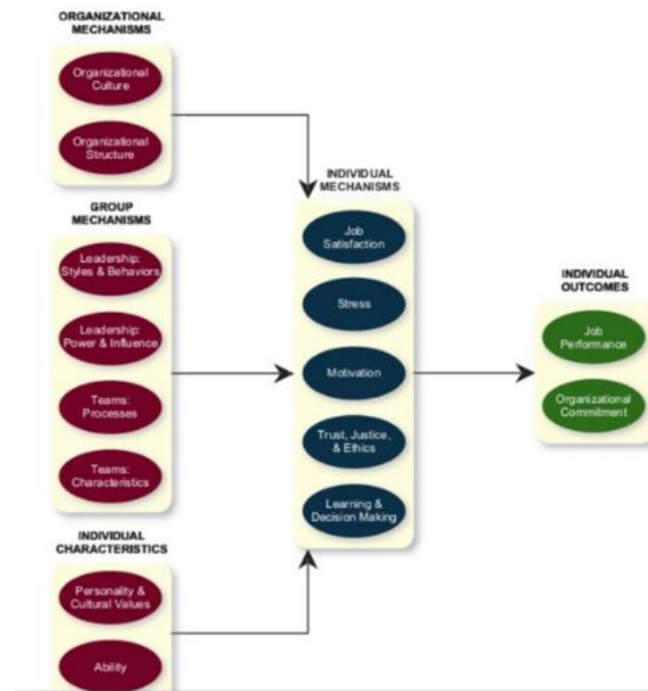 ORGANIZATIONAL
MECHANISMS
Organizational
Culture
Organizational
Structure
GROUP
MECHANISMS
Leadership:
Styles & Behaviors
Leadership:
Power & Influence
Teams:
Processes
Teams:
Characteristics
INDIVIDUAL
CHARACTERISTICS
Personality &
Cultural Values
Ability
INDIVIDUAL
MECHANISMS
Job
Satisfaction
Stress
Motivation
Trust, Justice,
& Ethics
Learning &
Decision Making
INDIVIDUAL
OUTCOMES
Job
Performance
Organizational
Commitment